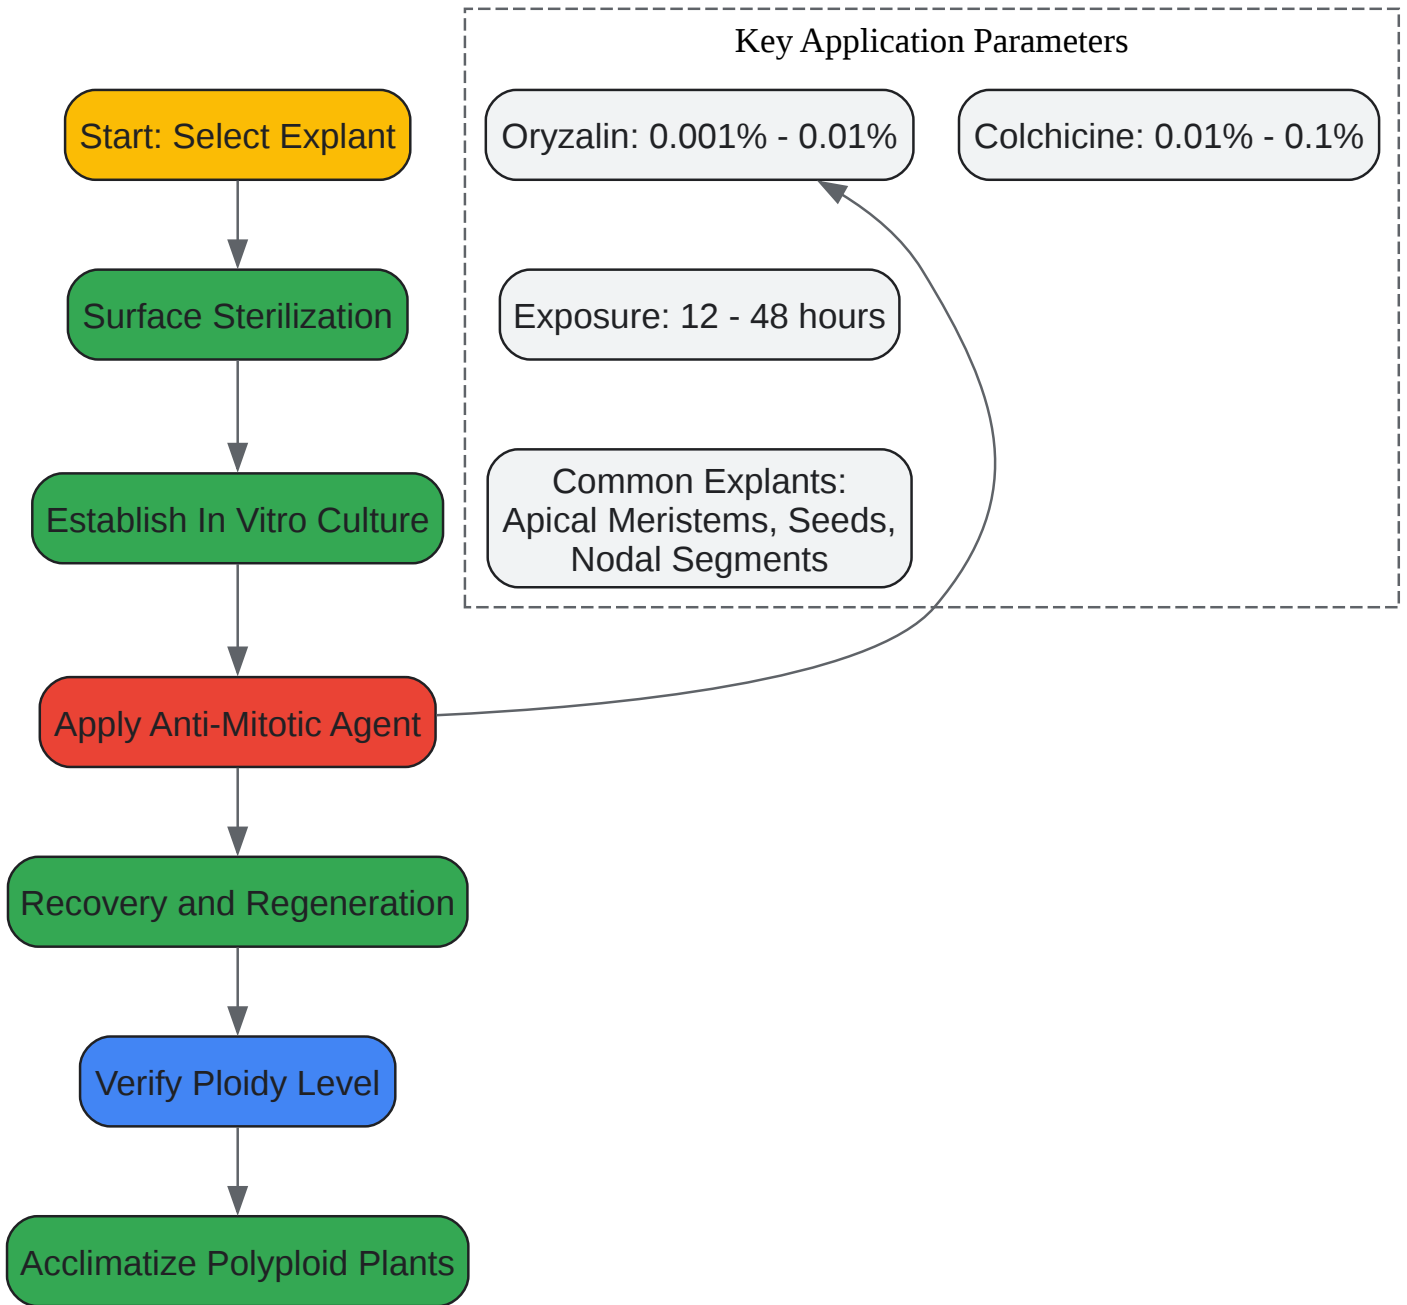 Key Application Parameters
Start: Select Explant
Oryzalin: 0.001% - 0.01%
Colchicine: 0.01% - 0.1%
Surface Sterilization
Exposure: 12 - 48 hours
Establish In Vitro Culture
Common Explants:
Apical Meristems, Seeds,
Nodal Segments
Apply Anti-Mitotic Agent
Recovery and Regeneration
Verify Ploidy Level
Acclimatize Polyploid Plants